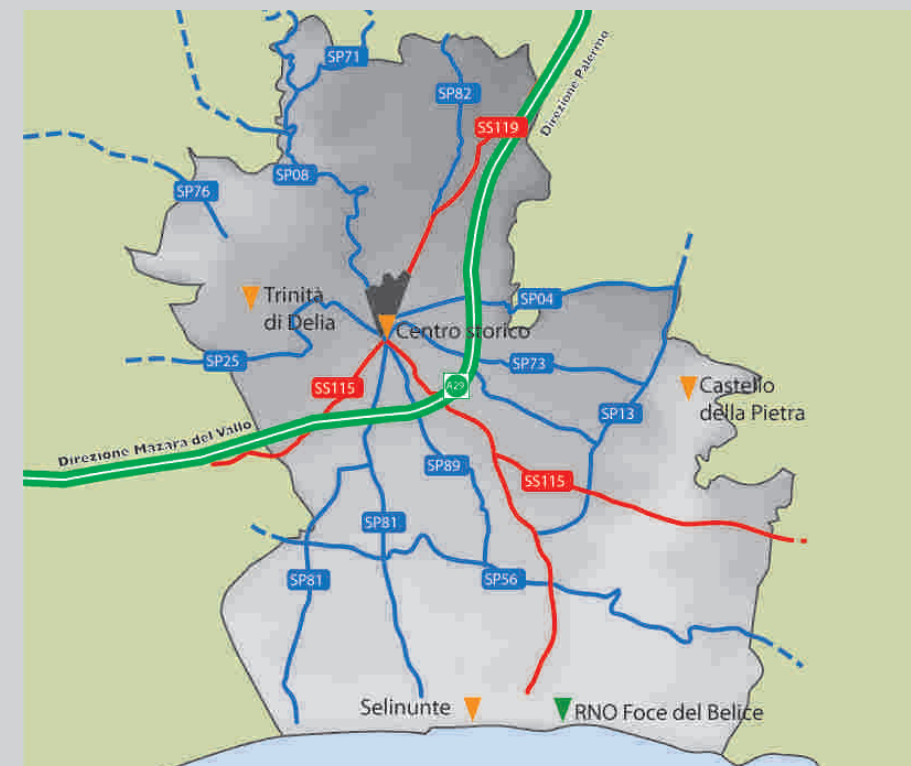 SP71
Direzione Palermo
SP82
SS119
SP08
SP76
Trinità
di Delia
SP04
Centro storico
SP25
SP73
SS115
A29
Castello
della Pietra
SP13
Direzione Mazara del Vallo
SP89
SS115
SP81
SP81
SP56
Selinunte
RNO Foce del Belice